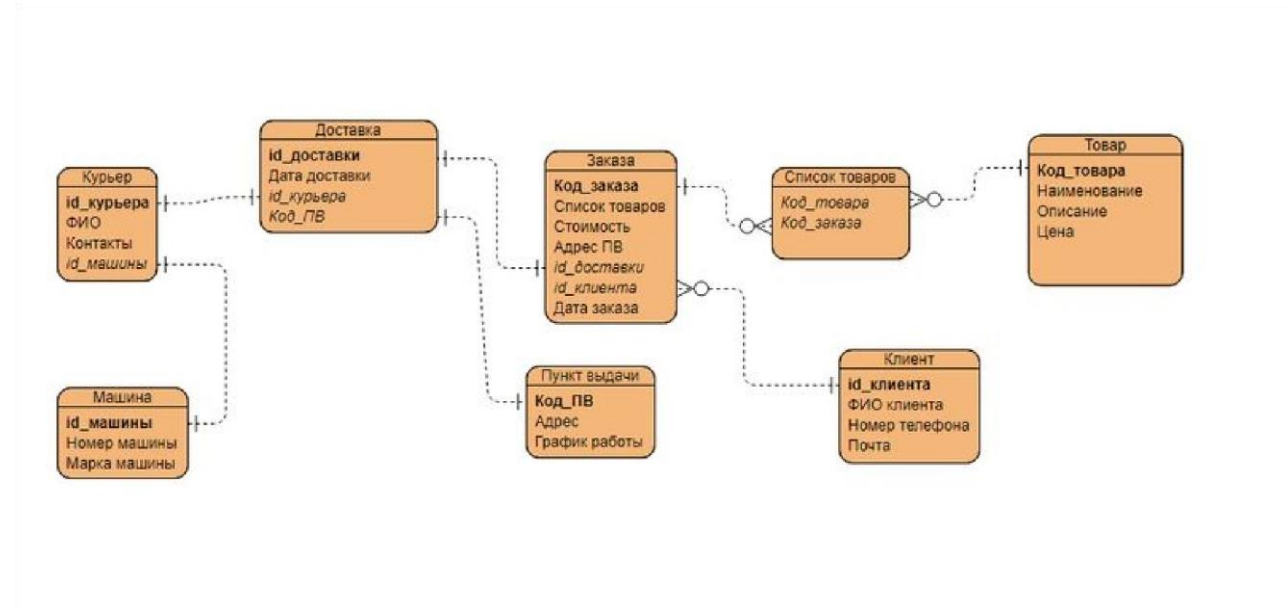 Курьер
id_курьера
ФИО
Контакты
id_машины
Доставка
id_доставки
Дата доставки
id_курьера
Код_ПВ
Заказа
Код_заказа
Список товаров
Стоимость
Адрес ПВ
id_доставки
id_клиента
Дата заказа
Список товаров
Код_товара
Код_заказа
Товар
Код_товара
Наименование
Описание
Цена
Машина
id_машины
Номер машины
Марка машины
Пункт выдачи
Код_ПВ
Адрес
График работы
Клиент
id_клиента
ФИО клиента
Номер телефона
Почта